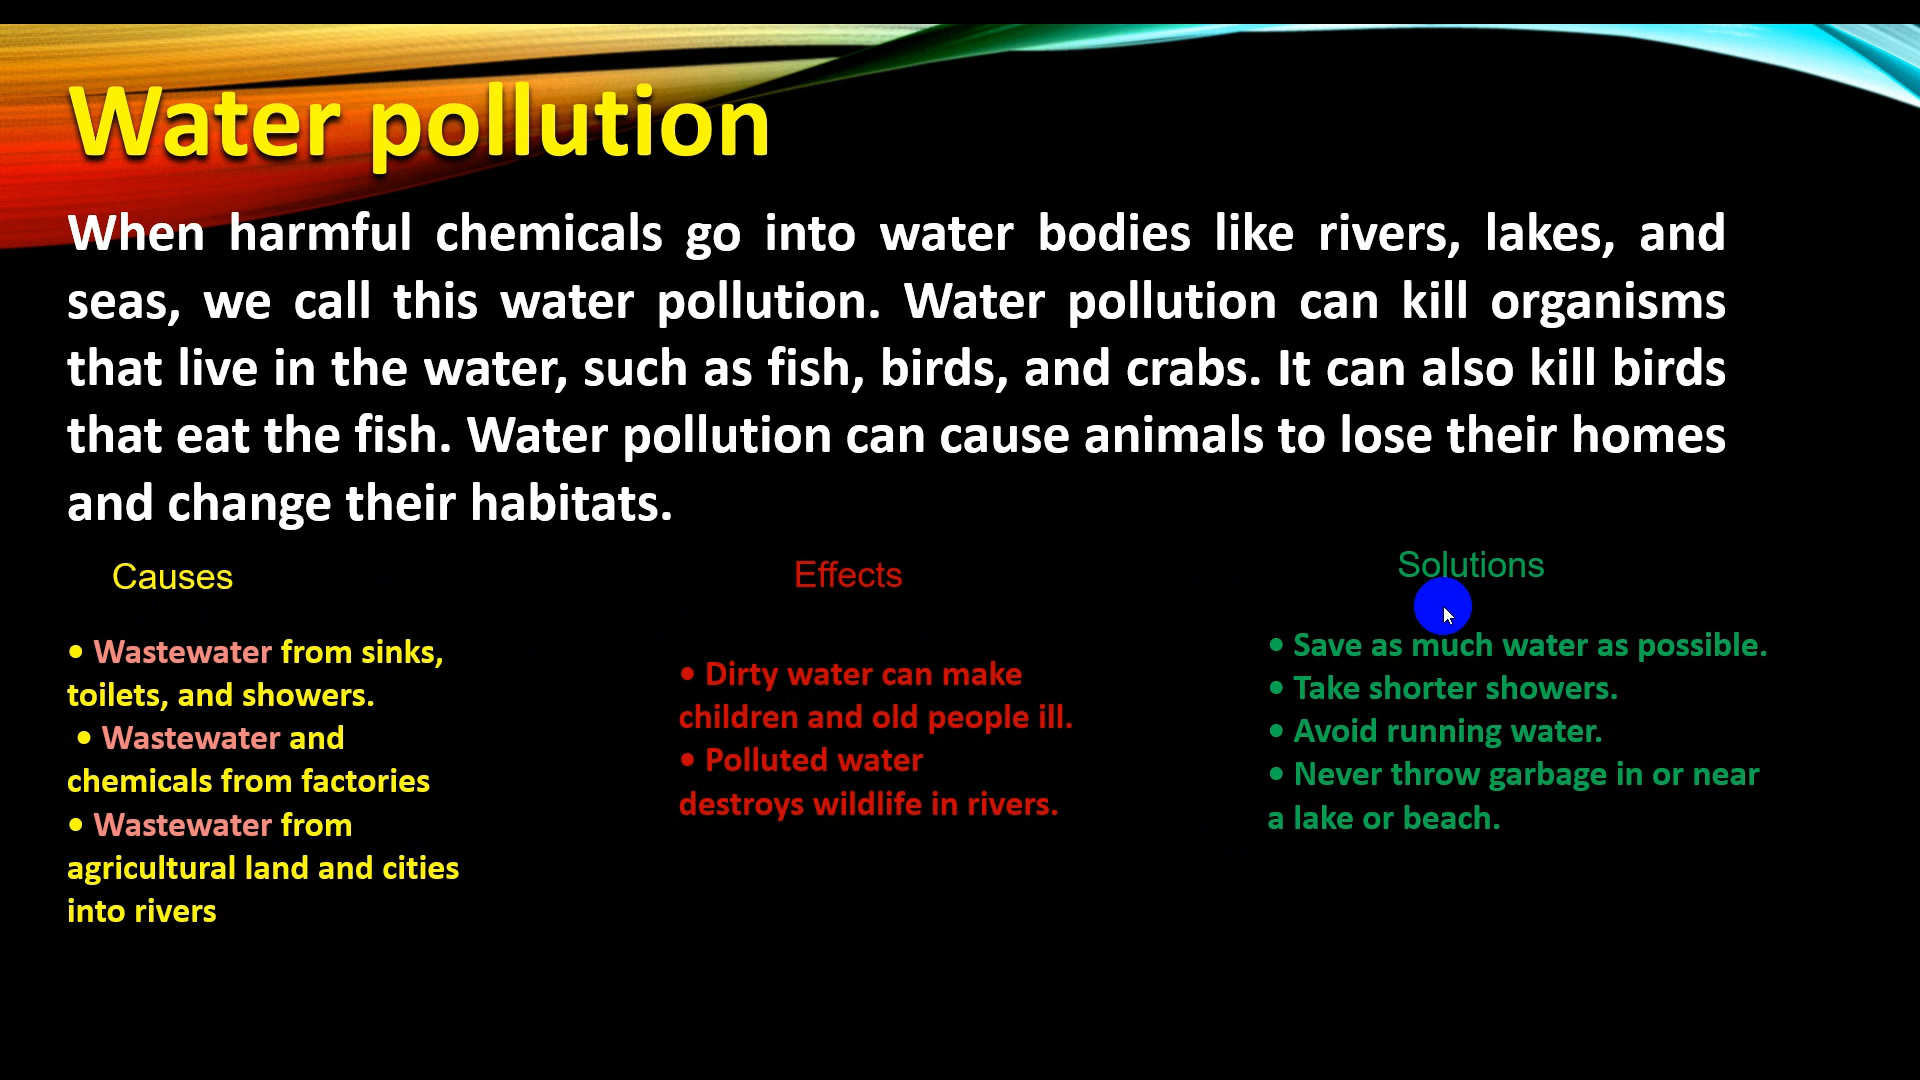 Water pollution
When harmful chemicals go into water bodies like rivers, lakes, and
seas, we call this water pollution. Water pollution can kill organisms
that live in the water, such as fish, birds, and crabs. It can also kill birds
that eat the fish. Water pollution can cause animals to lose their homes
and change their habitats.
Causes
• Wastewater from sinks,
toilets, and showers.
• Wastewater and
chemicals from factories
• Wastewater from
agricultural land and cities
into rivers
Effects
• Dirty water can make
children and old people ill.
• Polluted water
destroys wildlife in rivers.
Solutions
• Save as much water as possible.
• Take shorter showers.
• Avoid running water.
• Never throw garbage in or near
a lake or beach.